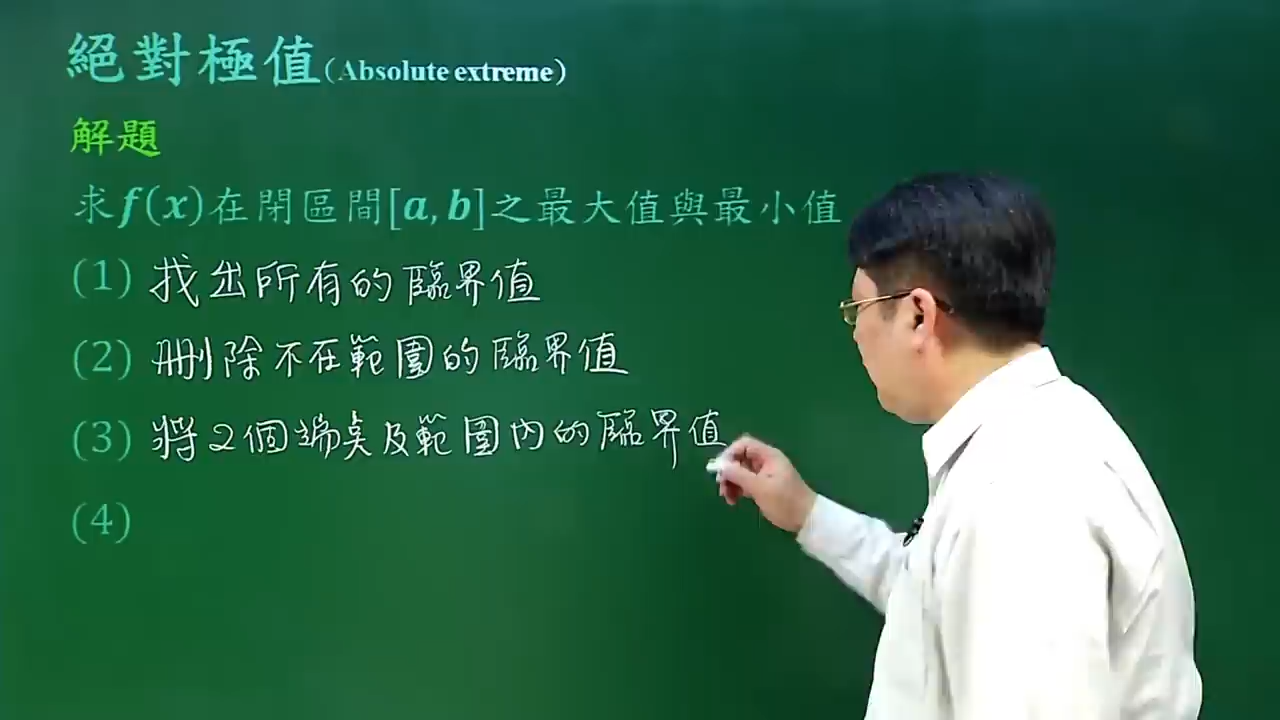 絕對極值(Absolute extreme)
解題
求f(x)在閉區間[a,b]之最大值與最小值
(1) 找出所有的臨界值
(2) 刪除不在範圍的臨界值
(3) 將2個端奌及範圍內的臨界值
(4)